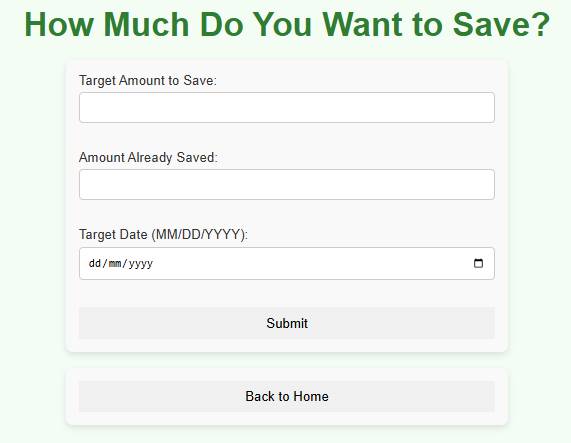 How Much Do You Want to Save?
Target Amount to Save:
Amount Already Saved:
Target Date (MM/DD/YYYY):
dd/mm/yyyy
Submit
Back to Home